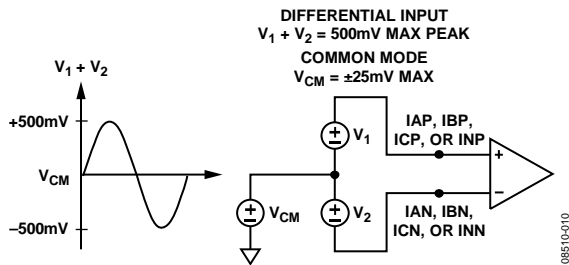 DIFFERENTIAL INPUT
V1 + V2 = 500mV MAX PEAK
COMMON MODE
VCM = ±25mV MAX
V1 + V2
+500mV
VCM
–500mV
V1
VCM
V2
IAP, IBP,
ICP, OR INP
+
–
IAN, IBN,
ICN, OR INN
08510-010